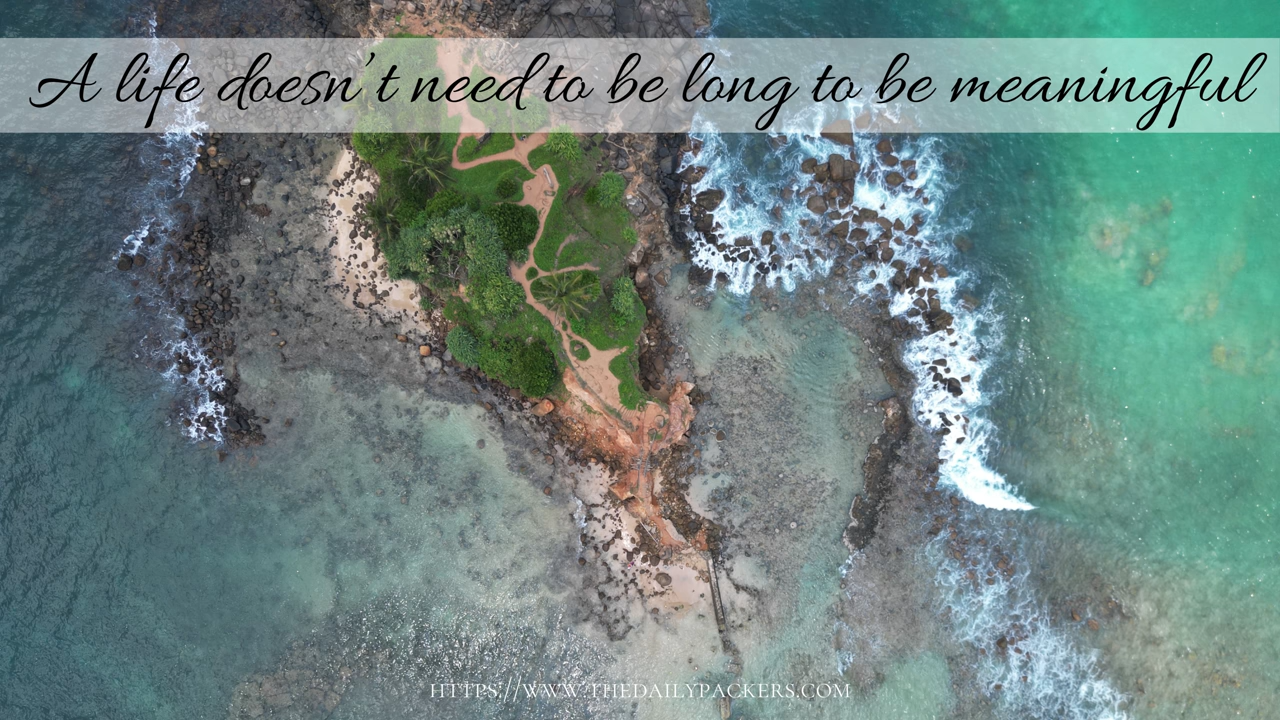 A life doesn't need to be long to be meaningful
HTTPS://WWW.THEDAILYPACKERS.COM